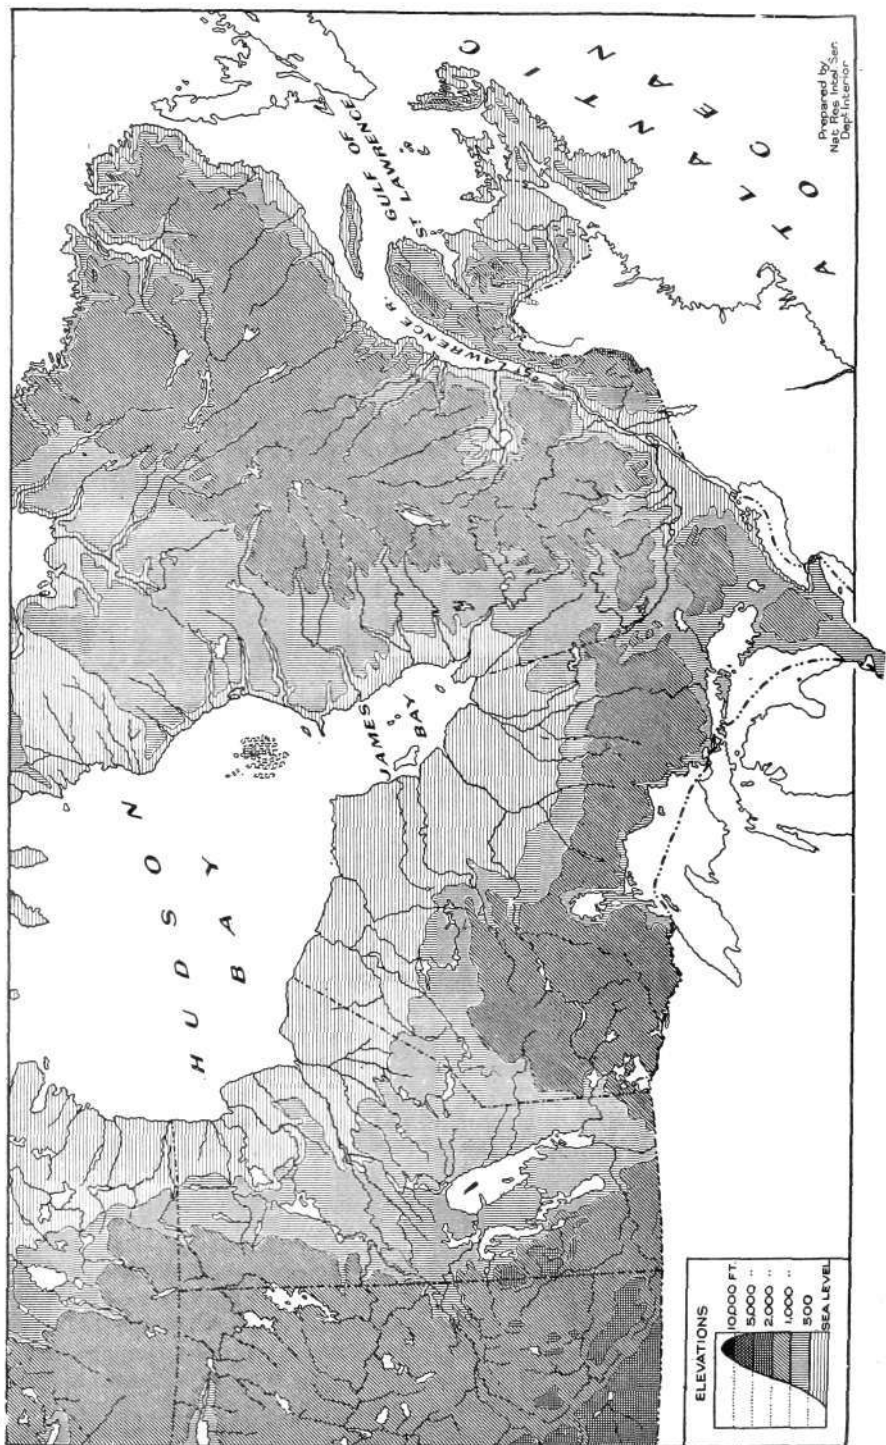 HUDSON
BAY
JAMES
BAY
GULF OF
ST LAWRENCE
ST LAWRENCE R.
ATLANTIC
OCEAN
Prepared by
Nat Res Intel Ser.
Dept Interior
ELEVATIONS
10,000 FT.
5,000 "
2,000 "
1,000 "
500
SEA LEVEL